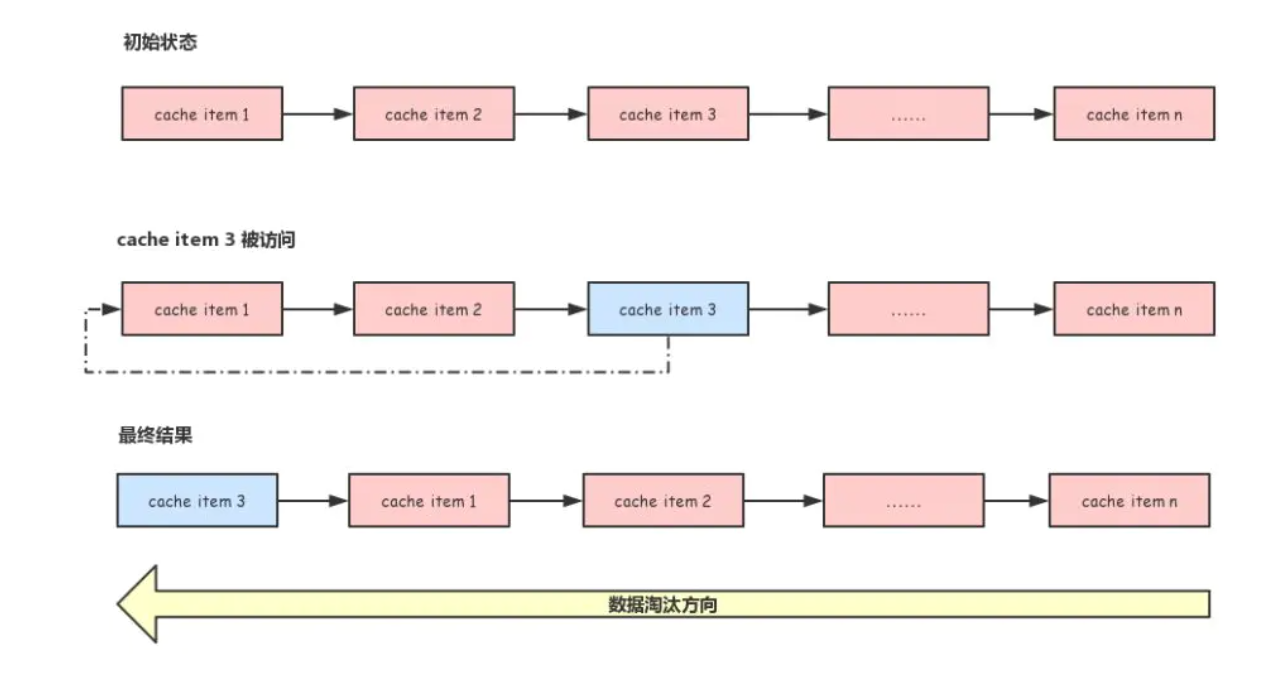 初始状态
cache item 1
cache item 2
cache item 3
......
cache item n
cache item 3 被访问
cache item 1
cache item 2
cache item 3
......
cache item n
最终结果
cache item 3
cache item 1
cache item 2
......
cache item n
数据淘汰方向